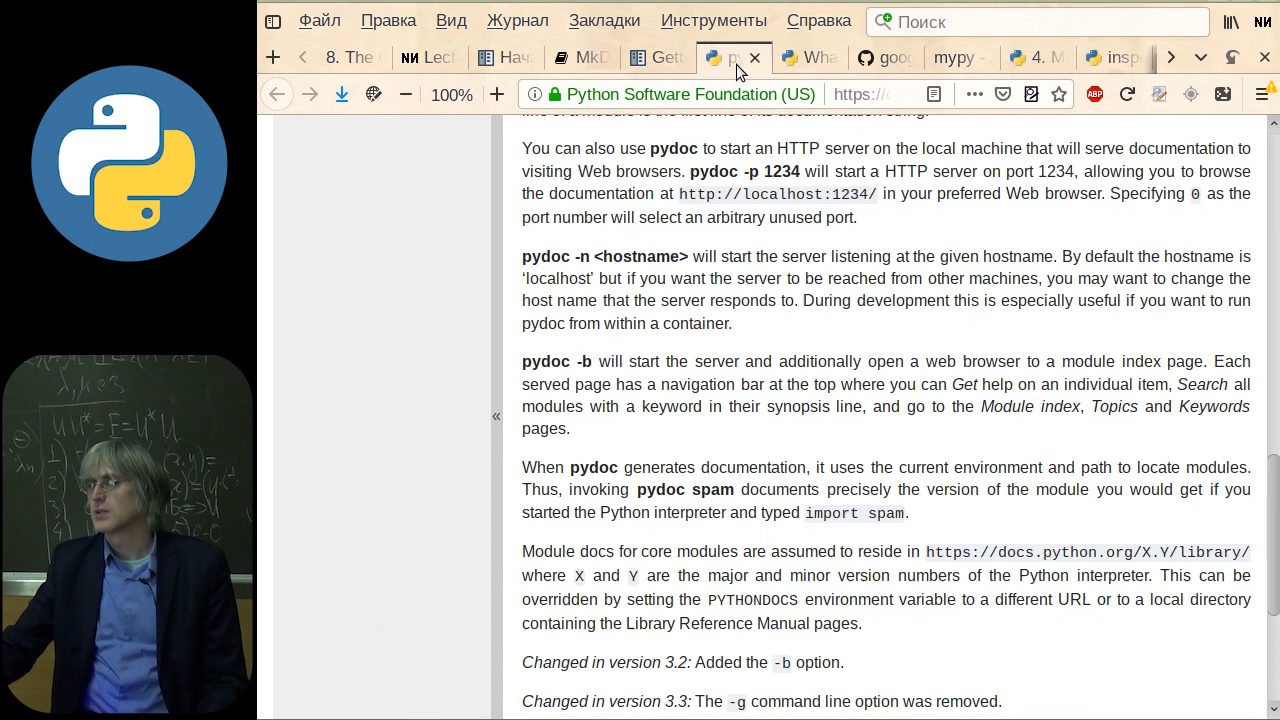 Файл Правка Вид Журнал Закладки Инструменты Справка Поиск
8. The Lect Нач MkD Gett py Wha goog mypy - 4. M insp
100% Python Software Foundation (US) https://
You can also use pydoc to start an HTTP server on the local machine that will serve documentation to
visiting Web browsers. pydoc -p 1234 will start a HTTP server on port 1234, allowing you to browse
the documentation at http://localhost:1234/ in your preferred Web browser. Specifying 0 as the
port number will select an arbitrary unused port.
pydoc -n <hostname> will start the server listening at the given hostname. By default the hostname is
‘localhost’ but if you want the server to be reached from other machines, you may want to change the
host name that the server responds to. During development this is especially useful if you want to run
pydoc from within a container.
pydoc -b will start the server and additionally open a web browser to a module index page. Each
served page has a navigation bar at the top where you can Get help on an individual item, Search all
modules with a keyword in their synopsis line, and go to the Module index, Topics and Keywords
pages.
«
When pydoc generates documentation, it uses the current environment and path to locate modules.
Thus, invoking pydoc spam documents precisely the version of the module you would get if you
started the Python interpreter and typed import spam.
Module docs for core modules are assumed to reside in https://docs.python.org/X.Y/library/
where X and Y are the major and minor version numbers of the Python interpreter. This can be
overridden by setting the PYTHONDOCS environment variable to a different URL or to a local directory
containing the Library Reference Manual pages.
Changed in version 3.2: Added the -b option.
Changed in version 3.3: The -g command line option was removed.